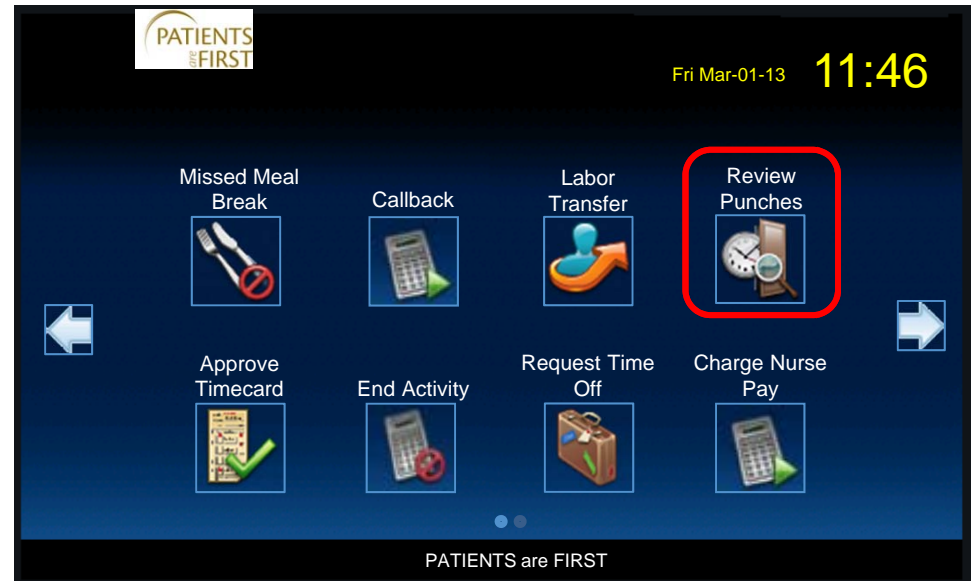 PATIENTS
are FIRST
Fri Mar-01-13 11:46
Missed Meal
Break
Callback
Labor
Transfer
Review
Punches
Approve
Timecard
End Activity
Request Time
Off
Charge Nurse
Pay
PATIENTS are FIRST